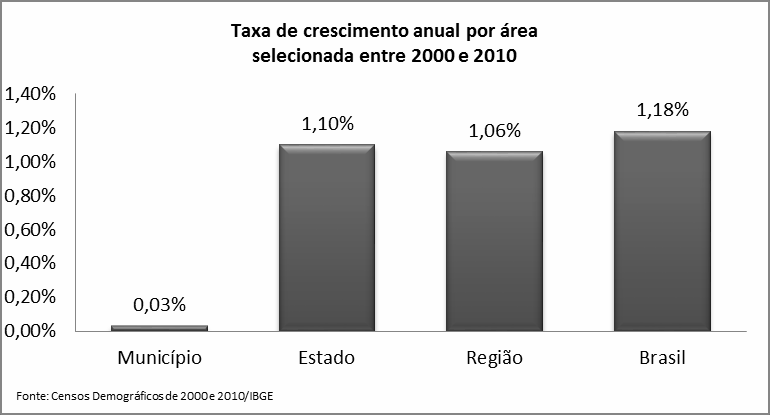 Taxa de crescimento anual por área
selecionada entre 2000 e 2010
1,40%
1,20%
1,00%
0,80%
0,60%
0,40%
0,20%
0,00%
0,03%
1,10%
1,06%
1,18%
Município
Estado
Região
Brasil
Fonte: Censos Demográficos de 2000 e 2010/IBGE